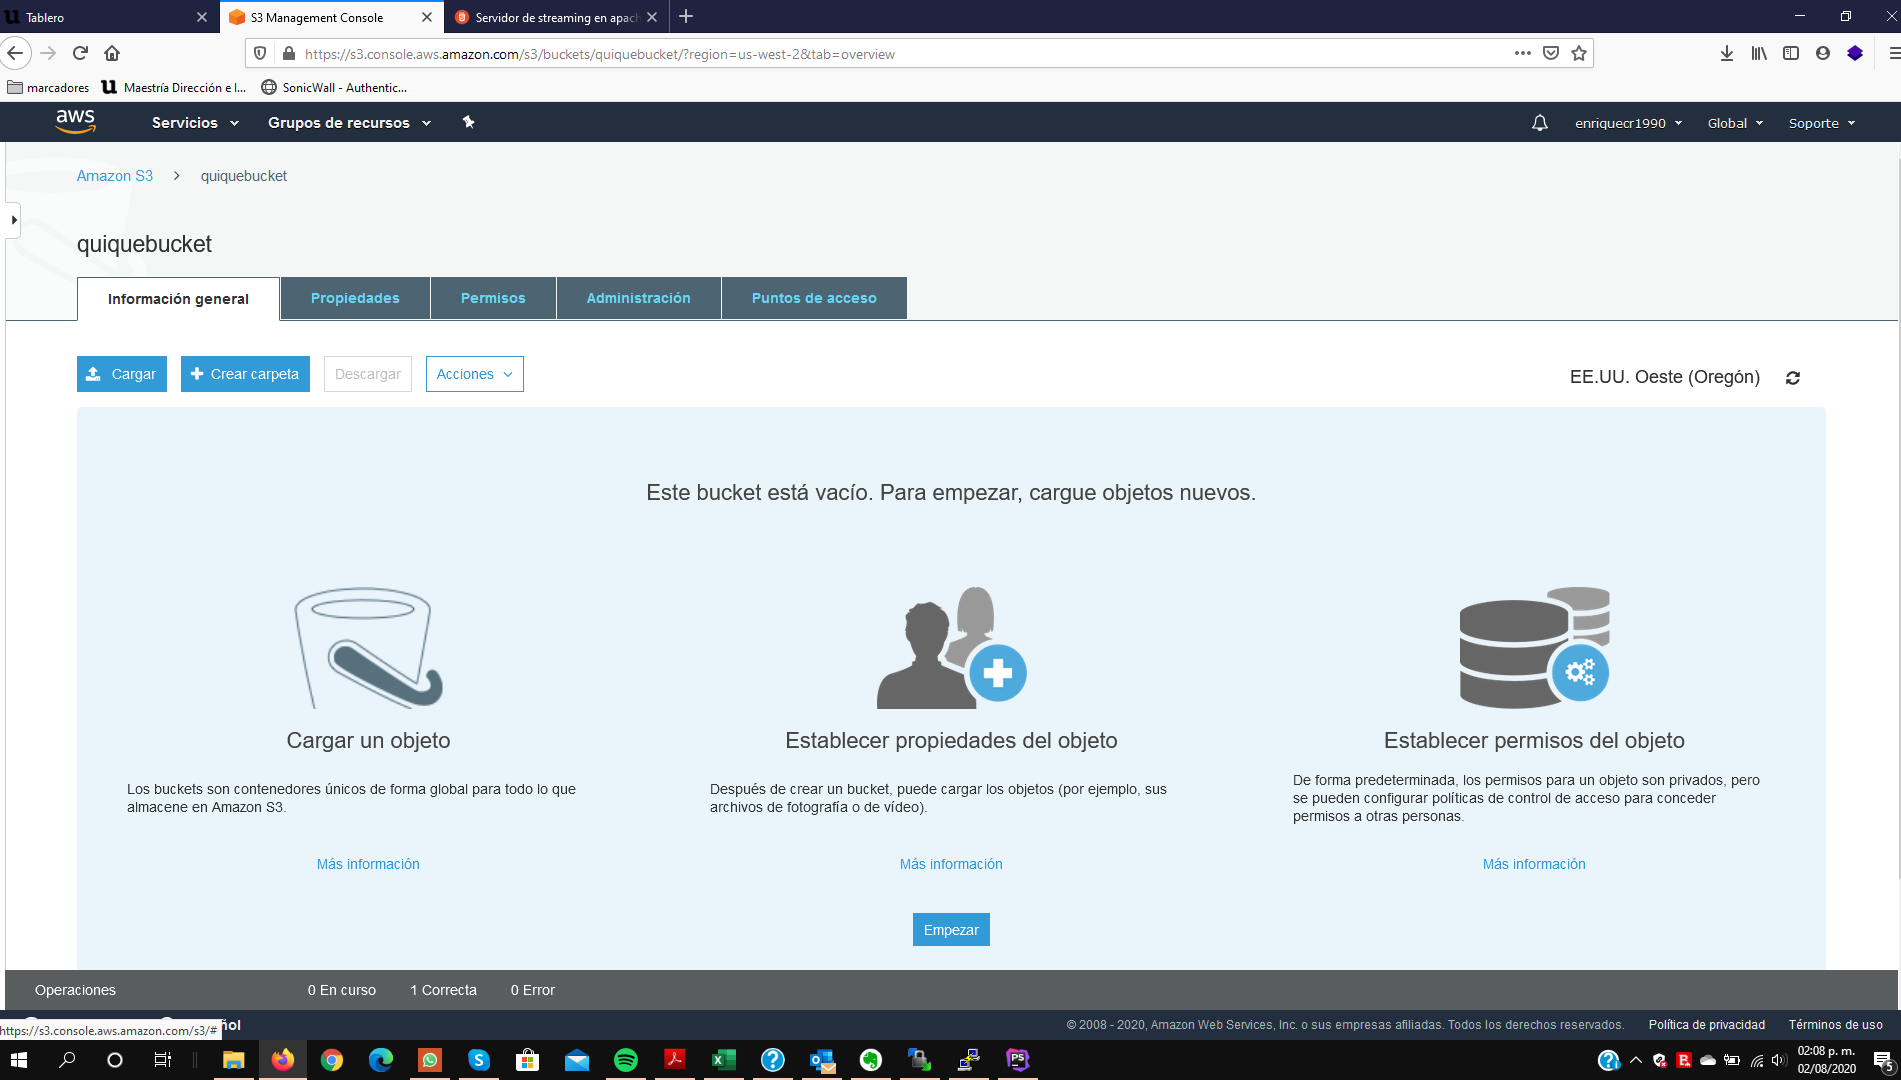 Tablero
S3 Management Console
Servidor de streaming en apach
https://s3.console.aws.amazon.com/s3/buckets/quiquebucket/?region=us-west-2&tab=overview
marcadores
Maestría Dirección e I...
SonicWall - Authentic...
aws
Servicios
Grupos de recursos
enriquecr1990
Global
Soporte
Amazon S3 > quiquebucket
quiquebucket
Información general
Propiedades
Permisos
Administración
Puntos de acceso
Cargar
Crear carpeta
Descargar
Acciones
EE.UU. Oeste (Oregón)
Este bucket está vacío. Para empezar, cargue objetos nuevos.
Cargar un objeto
Los buckets son contenedores únicos de forma global para todo lo que
almacene en Amazon S3.
Más información
Establecer propiedades del objeto
Después de crear un bucket, puede cargar los objetos (por ejemplo, sus
archivos de fotografía o de vídeo).
Más información
Establecer permisos del objeto
De forma predeterminada, los permisos para un objeto son privados, pero
se pueden configurar políticas de control de acceso para conceder
permisos a otras personas.
Más información
Empezar
Operaciones
0 En curso
1 Correcta
0 Error
https://s3.console.aws.amazon.com/s3/#
ñol
© 2008 - 2020, Amazon Web Services, Inc. o sus empresas afiliadas. Todos los derechos reservados.
Política de privacidad
Términos de uso
02:08 p. m.
02/08/2020
5